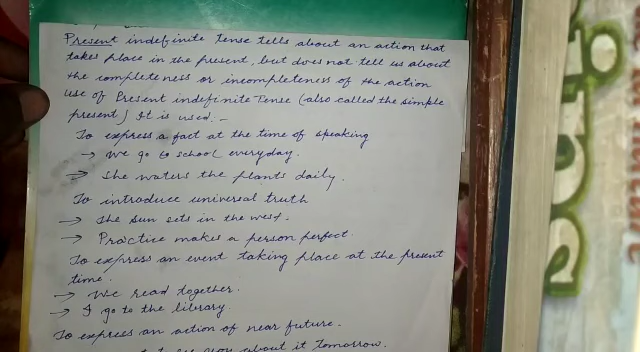 Present indefinite tense tells about an action that
takes place in the present, but does not tell us about
the completeness or incompleteness of the action
use of Present indefinite Tense (also called the simple
present) It is used:-
To express a fact at the time of speaking
→ We go to school everyday.
→ She waters the plants daily.
To introduce universal truth
→ The sun sets in the west.
→ Practice makes a person perfect.
To express an event taking place at the present
time.
→ We read together.
→ I go to the library.
To express an action of near future.
you about it Tomorrow.